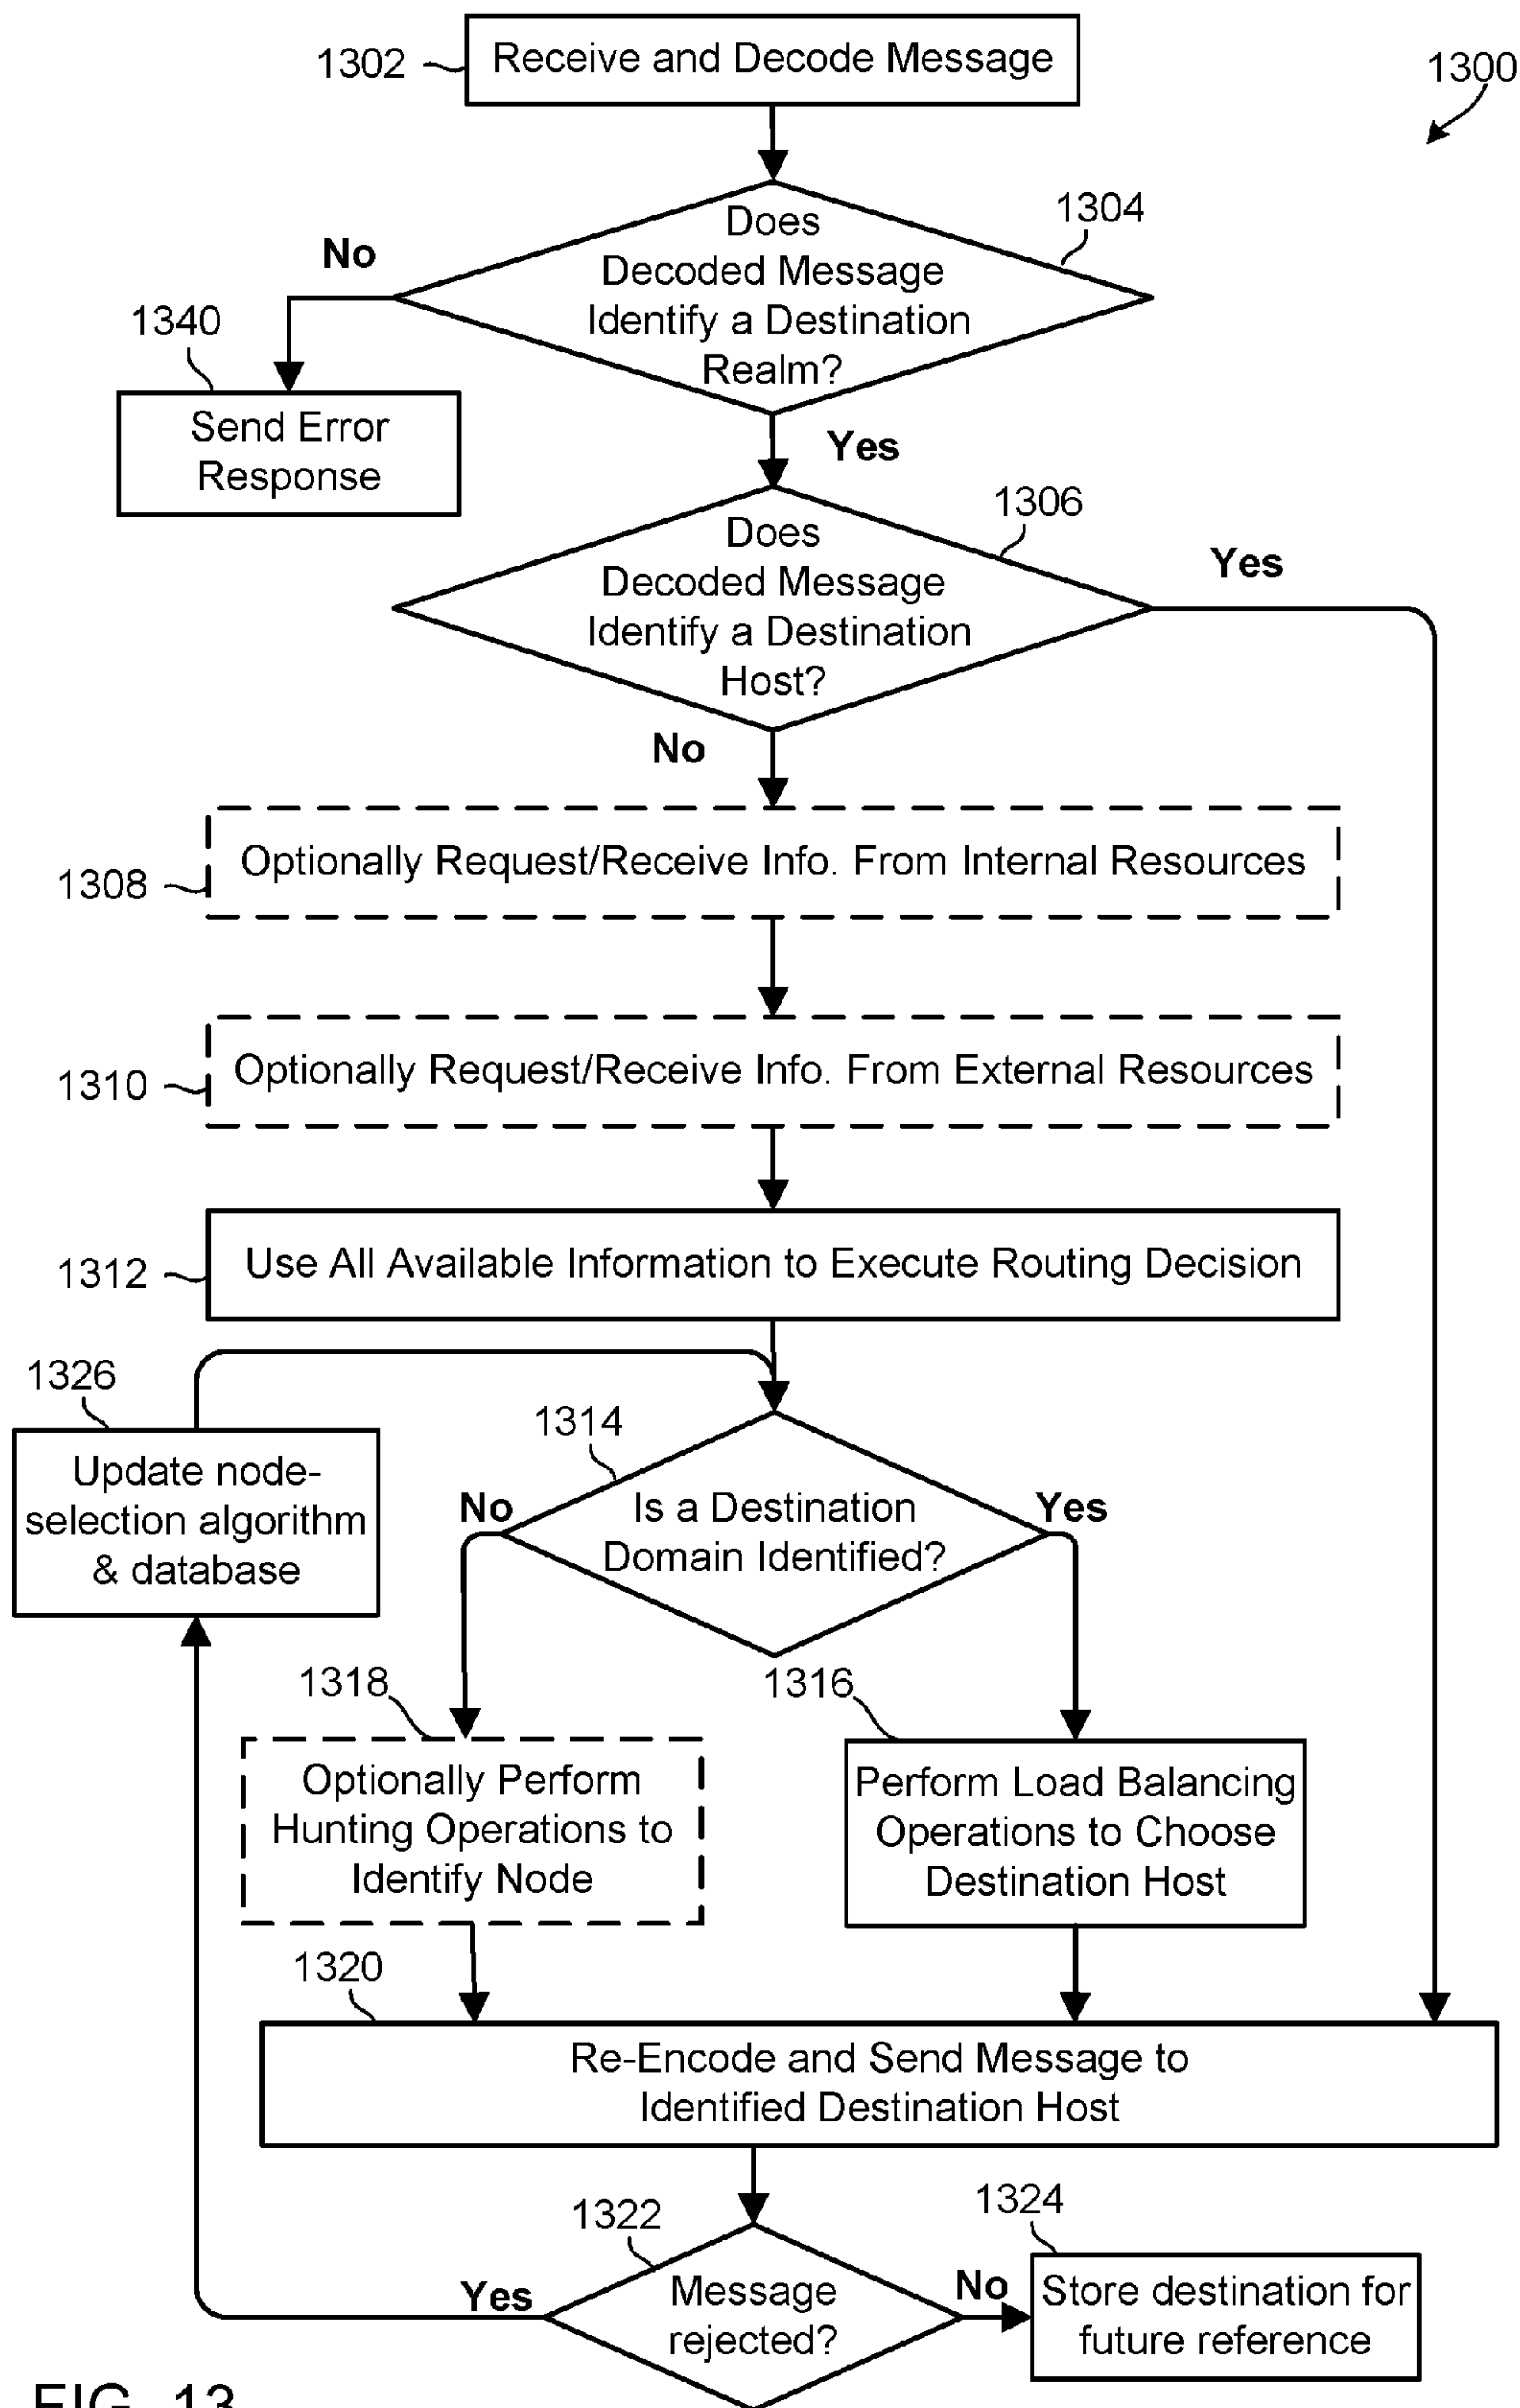 1302
Receive and Decode Message
1300
1304
Does
Decoded Message
Identify a Destination
Realm?
No
1340
Send Error
Response
Yes
1306
Does
Decoded Message
Identify a Destination
Host?
Yes
No
1308
Optionally Request/Receive Info. From Internal Resources
1310
Optionally Request/Receive Info. From External Resources
1312
Use All Available Information to Execute Routing Decision
1326
Update node-
selection algorithm
& database
1314
No
Is a Destination
Domain Identified?
Yes
1318
Optionally Perform
Hunting Operations to
Identify Node
1316
Perform Load Balancing
Operations to Choose
Destination Host
1320
Re-Encode and Send Message to
Identified Destination Host
1322
Yes
Message
rejected?
No
1324
Store destination for
future reference
FIG. 13